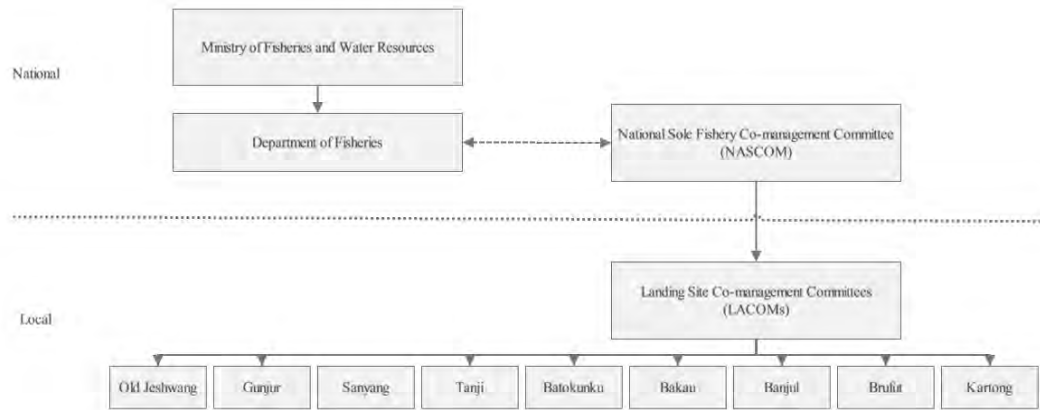 Ministry of Fisheries and Water Resources
National
Department of Fisheries
National Sole Fishery Co-management Committee
(NASCOM)
Landing Site Co-management Committees
(LACOMs)
Local
Old Jeshwang
Gunjur
Sanyang
Tanji
Batokunku
Bakau
Banjul
Brufut
Kartong